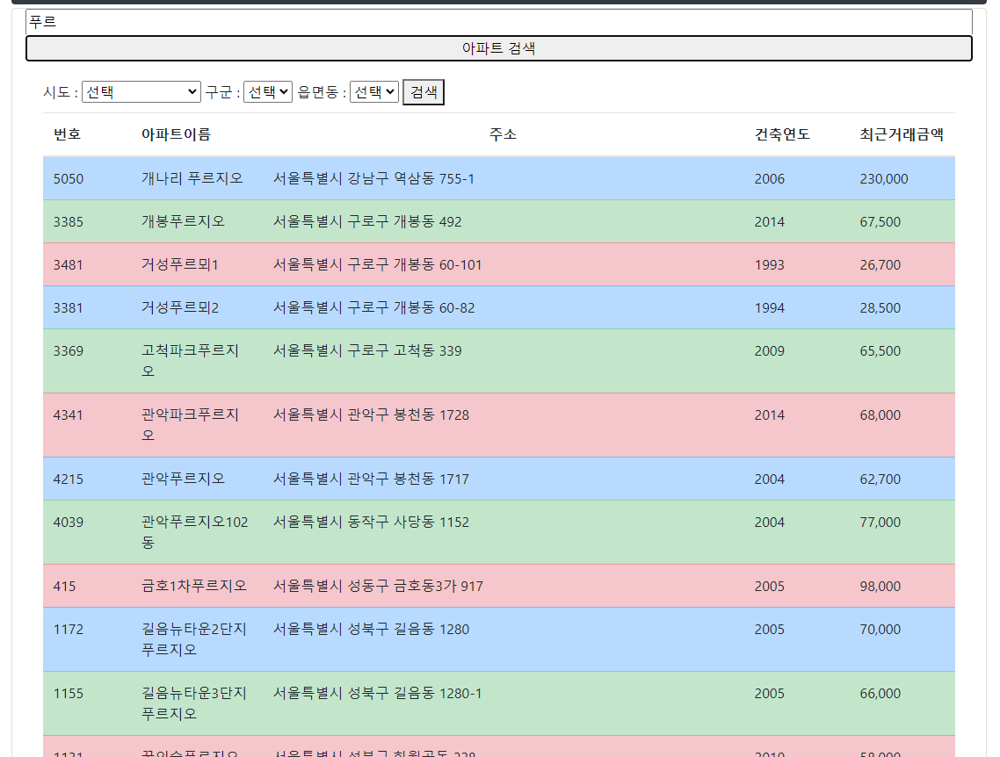 푸르
아파트 검색
시도 : 선택 구군 : 선택 읍면동 : 선택 검색
번호 아파트이름 주소 건축연도 최근거래금액
5050 개나리 푸르지오 서울특별시 강남구 역삼동 755-1 2006 230,000
3385 개봉푸르지오 서울특별시 구로구 개봉동 492 2014 67,500
3481 거성푸르뫼1 서울특별시 구로구 개봉동 60-101 1993 26,700
3381 거성푸르뫼2 서울특별시 구로구 개봉동 60-82 1994 28,500
3369 고척파크푸르지 서울특별시 구로구 고척동 339 2009 65,500
오
4341 관악파크푸르지 서울특별시 관악구 봉천동 1728 2014 68,000
오
4215 관악푸르지오 서울특별시 관악구 봉천동 1717 2004 62,700
4039 관악푸르지오102 서울특별시 동작구 사당동 1152 2004 77,000
동
415 금호1차푸르지오 서울특별시 성동구 금호동3가 917 2005 98,000
1172 길음뉴타운2단지 서울특별시 성북구 길음동 1280 2005 70,000
푸르지오
1155 길음뉴타운3단지 서울특별시 성북구 길음동 1280-1 2005 66,000
푸르지오
서울특별시 성북구 2010